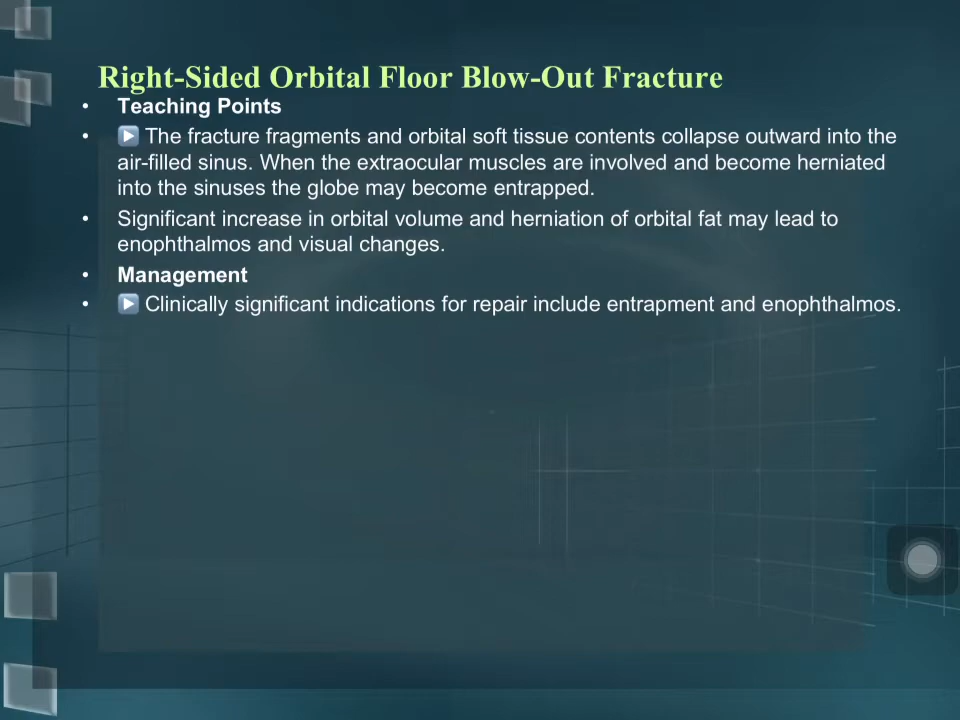 Right-Sided Orbital Floor Blow-Out Fracture
• Teaching Points
• The fracture fragments and orbital soft tissue contents collapse outward into the
air-filled sinus. When the extraocular muscles are involved and become herniated
into the sinuses the globe may become entrapped.
• Significant increase in orbital volume and herniation of orbital fat may lead to
enophthalmos and visual changes.
• Management
• Clinically significant indications for repair include entrapment and enophthalmos.